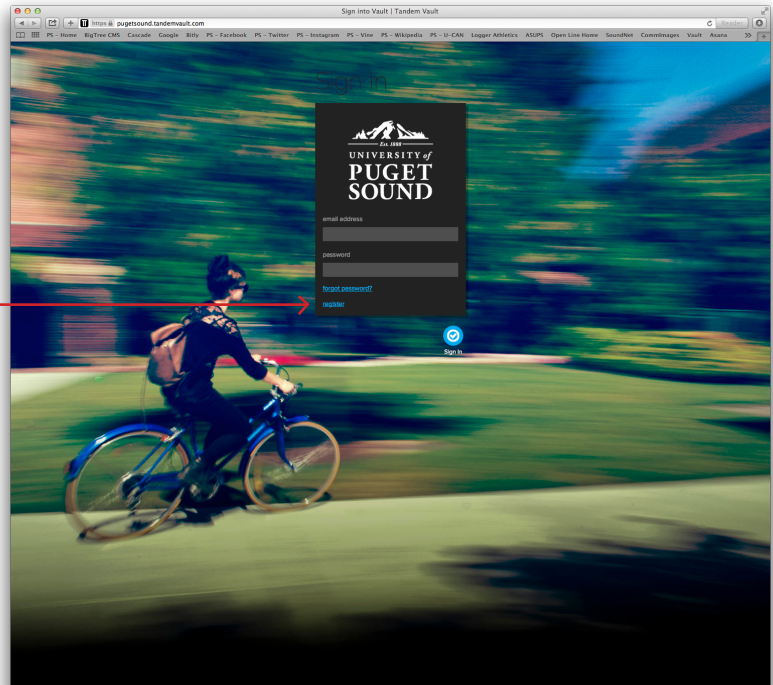 Sign into Vault | Tandem Vault
https pugetsound.tandemvault.com
Reader
PS – Home BigTree CMS Cascade Google Bitly PS – Facebook PS – Twitter PS – Instagram PS – Vine PS – Wikipedia PS – U-CAN Logger Athletics ASUPS Open Line Home SoundNet CommImages Vault Asana
Sign In
Est. 1888
UNIVERSITY of
PUGET
SOUND
email address
password
forgot password?
register
Sign In